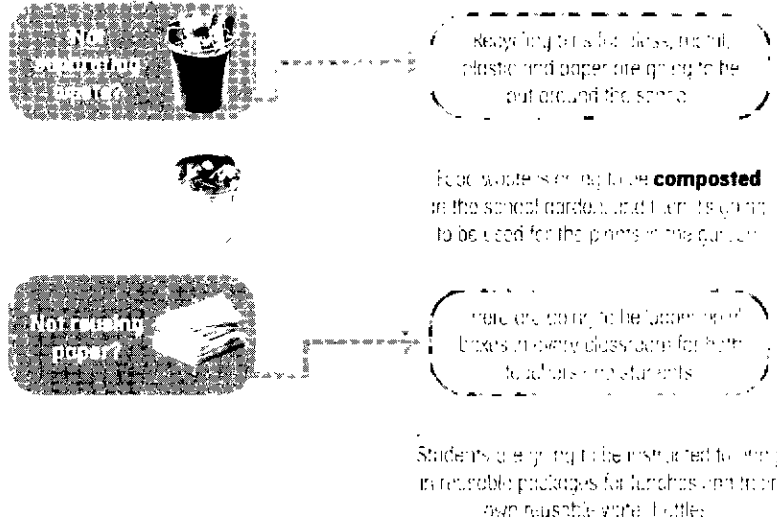 Not
separating
waste?
Recycling bins for glass, metal,
plastic and paper are going to be
put around the school
Food waste is going to be composted
in the school garden, and then it's going
to be used for the plants in the garden
Not reusing
paper?
There are going to be
boxes in every classroom for both
teachers and students
Students are going to be instructed to bring
in reusable packages for lunches and their
own reusable water bottles